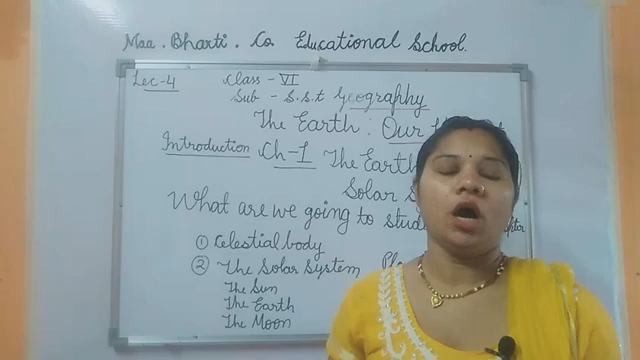 Maa. Bharti. Co. Educational School.
Lec-4
Class - VI
Sub - S.s.t Geography
The Earth: Our
Introduction Ch-1 The Earth
Solar
What are we going to
① Celestial body
② The Solar System
The Sun
The Earth
The Moon